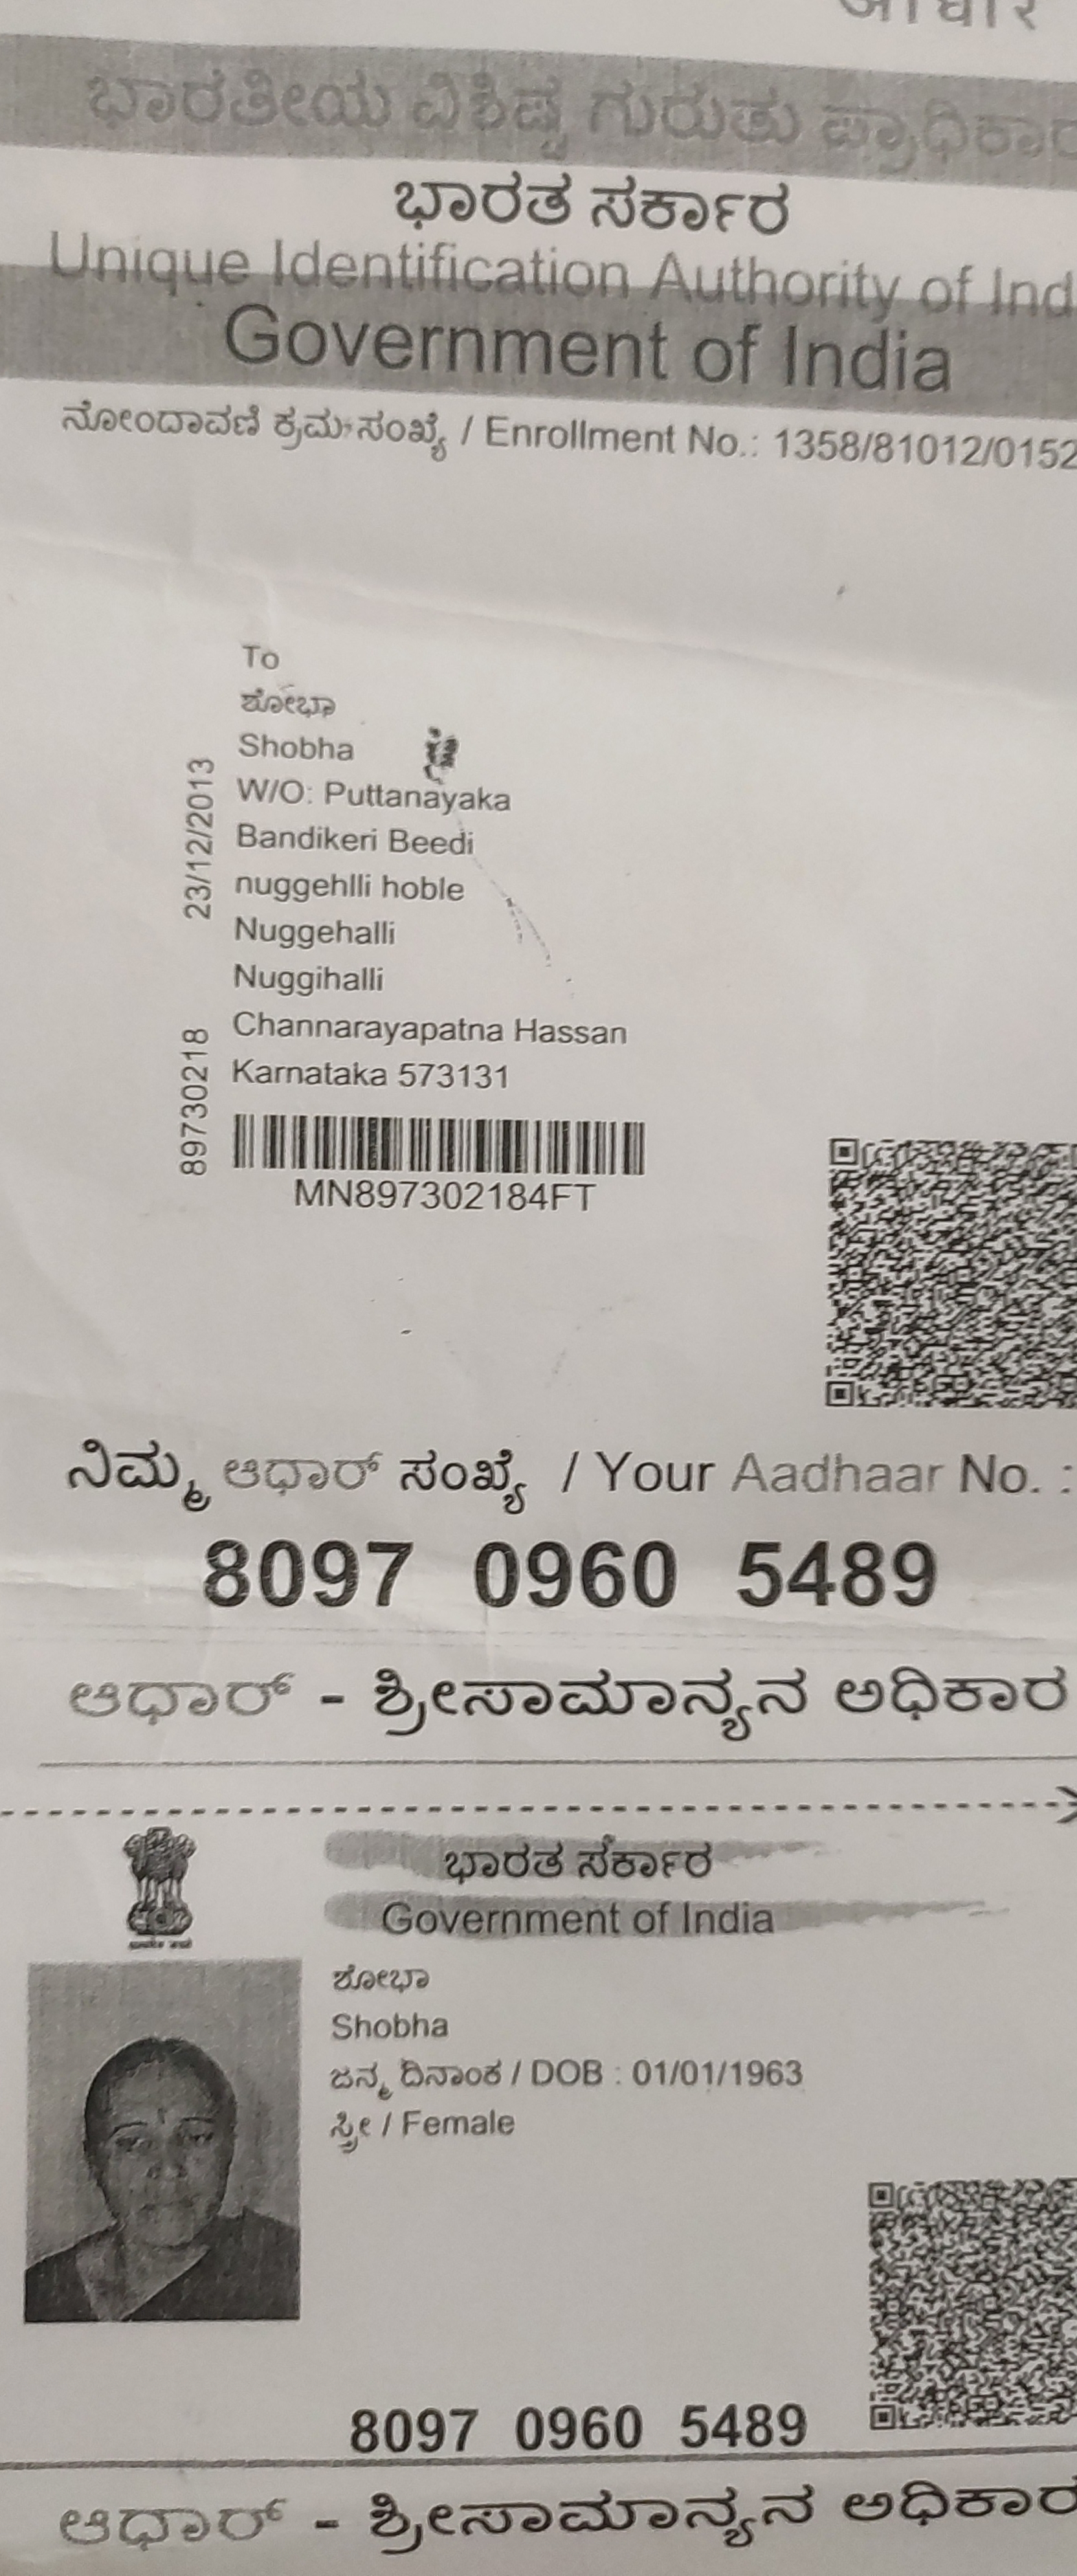 ಭಾರತೀಯ ವಿಶಿಷ್ಟ ಗುರುತು
ಭಾರತ ಸರ್ಕಾರ
Unique Identification Authority of
Government of India
ನೋಂದಾವಣಿ ಕ್ರಮ ಸಂಖ್ಯೆ / Enrollment No.: 1358/81012/0152
To
ಶೋಭಾ
Shobha
W/O: Puttanayaka
Bandikeri Beedi
nuggehlli hoble
Nuggehalli
Nuggihalli
Channarayapatna Hassan
Karnataka 573131
23/12/2013
89730218
MN897302184FT
ನಿಮ್ಮ ಆಧಾರ್ ಸಂಖ್ಯೆ / Your Aadhaar No. :
8097 0960 5489
ಆಧಾರ್ - ಶ್ರೀಸಾಮಾನ್ಯನ ಅಧಿಕಾರ
ಭಾರತ ಸರ್ಕಾರ
Government of India
ಶೋಭಾ
Shobha
ಜನ್ಮ ದಿನಾಂಕ / DOB : 01/01/1963
ಸ್ತ್ರೀ / Female
8097 0960 5489
ಆಧಾರ್ - ಶ್ರೀಸಾಮಾನ್ಯನ ಅಧಿಕಾರ